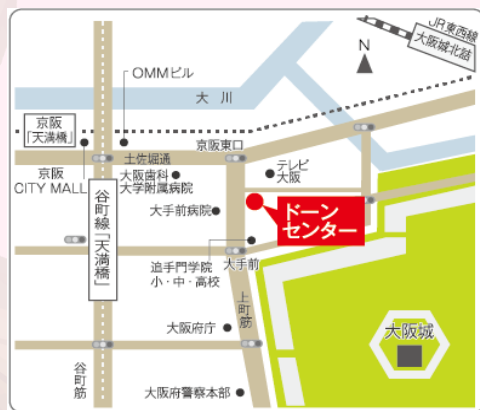 JR東西線
大阪城北詰
N
OMMビル
大 川
京阪
「天満橋」
京阪東口
土佐堀通
テレビ
大阪
京阪
CITY MALL
大阪歯科
大学附属病院
谷町線「天満橋」
大手前病院
ドーン
センター
追手門学院
小・中・高校
大手前
上町筋
大阪府庁
大阪城
谷町筋
大阪府警察本部